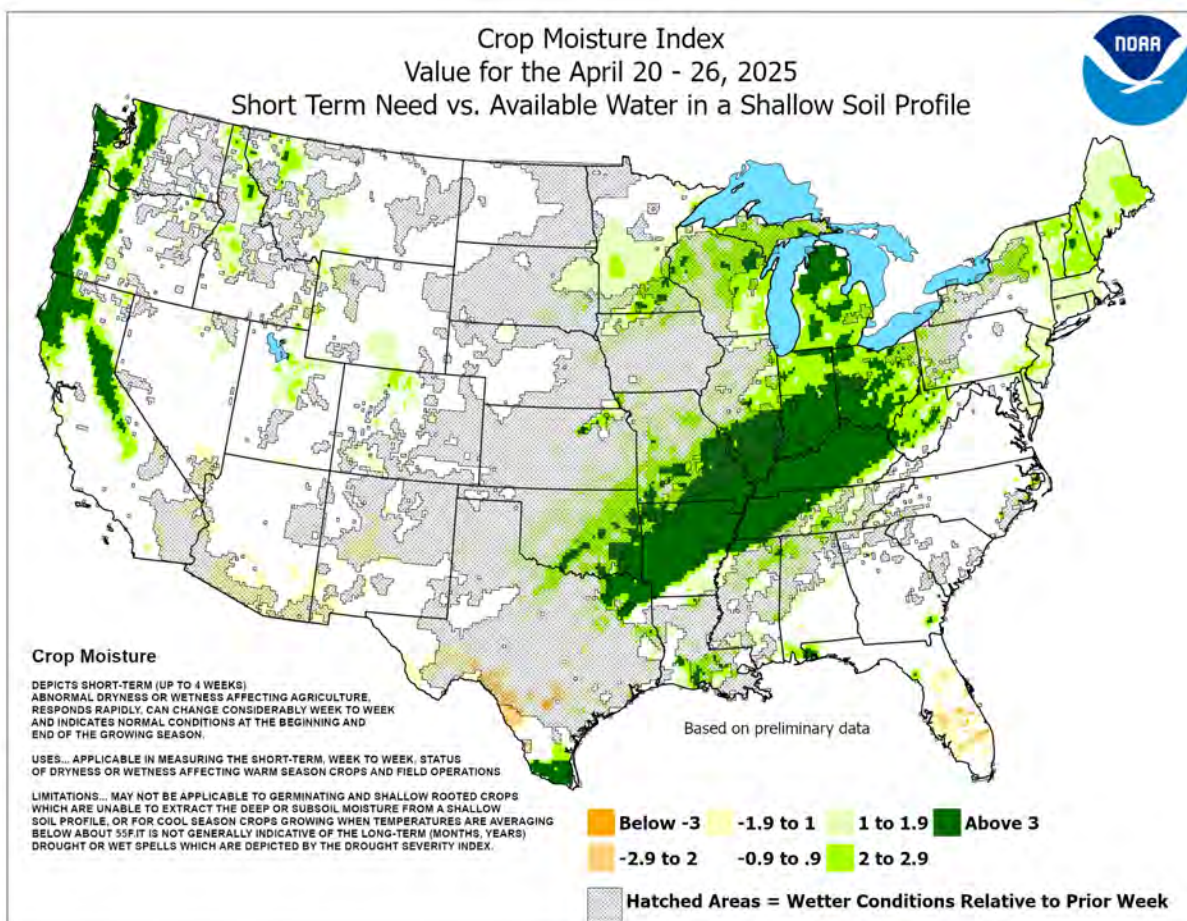 Crop Moisture Index
Value for the April 20 - 26, 2025
Short Term Need vs. Available Water in a Shallow Soil Profile
NOAA
Crop Moisture
DEPICTS SHORT-TERM (UP TO 4 WEEKS)
ABNORMAL DRYNESS OR WETNESS AFFECTING AGRICULTURE,
RESPONDS RAPIDLY, CAN CHANGE CONSIDERABLY WEEK TO WEEK
AND INDICATES NORMAL CONDITIONS AT THE BEGINNING AND
END OF THE GROWING SEASON.
USES... APPLICABLE IN MEASURING THE SHORT-TERM, WEEK TO WEEK, STATUS
OF DRYNESS OR WETNESS AFFECTING WARM SEASON CROPS AND FIELD OPERATIONS
LIMITATIONS... MAY NOT BE APPLICABLE TO GERMINATING AND SHALLOW ROOTED CROPS
WHICH ARE UNABLE TO EXTRACT THE DEEP OR SUBSOIL MOISTURE FROM A SHALLOW
SOIL PROFILE, OR FOR COOL SEASON CROPS GROWING WHEN TEMPERATURES ARE AVERAGING
BELOW ABOUT 55F.IT IS NOT GENERALLY INDICATIVE OF THE LONG-TERM (MONTHS, YEARS)
DROUGHT OR WET SPELLS WHICH ARE DEPICTED BY THE DROUGHT SEVERITY INDEX.
Based on preliminary data
Below -3 -1.9 to 1 1 to 1.9 Above 3
-2.9 to 2 -0.9 to .9 2 to 2.9
Hatched Areas = Wetter Conditions Relative to Prior Week